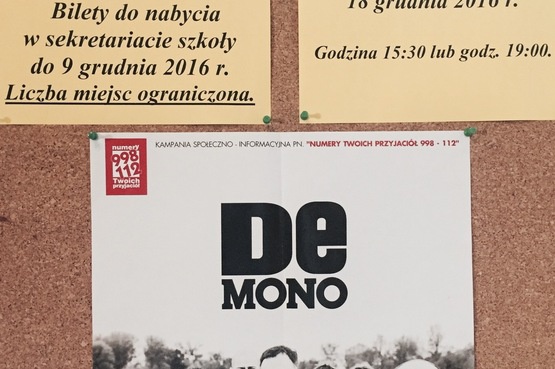 Bilety do nabycia
w sekretariacie szkoły
do 9 grudnia 2016 r.
Liczba miejsc ograniczona.
18 grudnia 2016 r.
Godzina 15:30 lub godz. 19:00.
numery
998
112
Twoich
przyjaciół
KAMPANIA SPOŁECZNO - INFORMACYJNA PN. "NUMERY TWOICH PRZYJACIÓŁ 998 - 112"
De
MONO